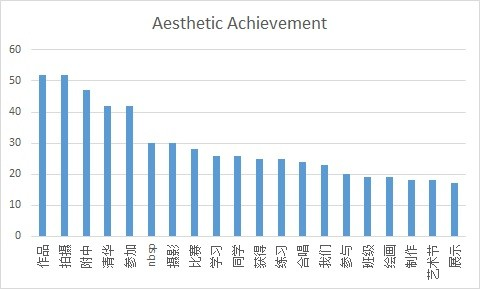 Aesthetic Achievement
60
50
40
30
20
10
0
作品
拍摄
附中
清华
参加
nbsp
摄影
比赛
学习
同学
获得
练习
合唱
我们
参与
班级
绘画
制作
艺术节
展示